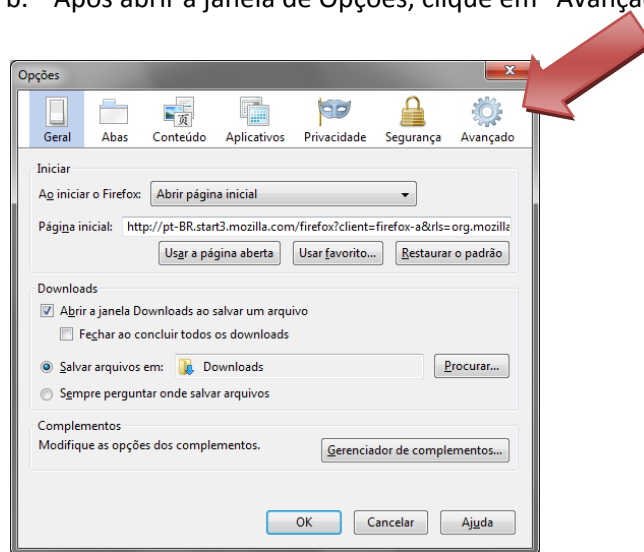 b. Após abrir a janela de Opções, clique em "Avança
Opções
Geral Abas Conteúdo Aplicativos Privacidade Segurança Avançado
Iniciar
Ao iniciar o Firefox: Abrir página inicial
Página inicial: http://pt-BR.start3.mozilla.com/firefox?client=firefox-a&rls=org.mozilla
Usar a página aberta Usar favorito... Restaurar o padrão
Downloads
Abrir a janela Downloads ao salvar um arquivo
Fechar ao concluir todos os downloads
Salvar arquivos em: Downloads Procurar...
Sempre perguntar onde salvar arquivos
Complementos
Modifique as opções dos complementos. Gerenciador de complementos...
OK Cancelar Ajuda